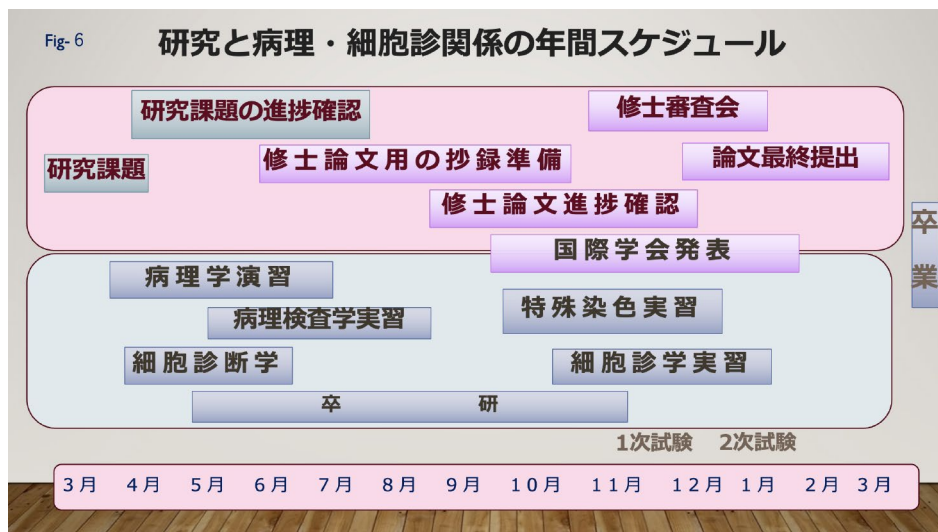 Fig- 6
研究と病理・細胞診関係の年間スケジュール
研究課題の進捗確認
修士審査会
研究課題
修士論文用の抄録準備
論文最終提出
修士論文進捗確認
卒業
国際学会発表
病理学演習
病理検査学実習
特殊染色実習
細胞診断学
細胞診学実習
卒 研
1次試験 2次試験
3月 4月 5月 6月 7月 8月 9月 10月 11月 12月 1月 2月 3月